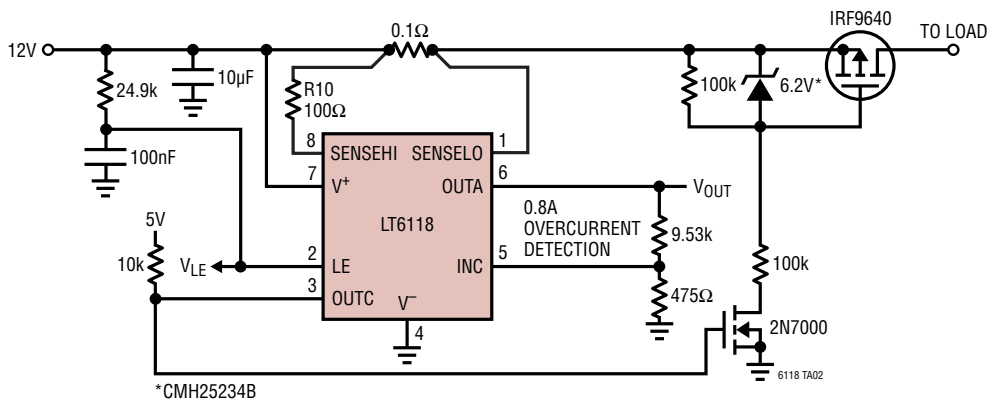 12V
0.1Ω
IRF9640
TO LOAD
24.9k
10µF
R10
100Ω
100k
6.2V*
100nF
8
SENSEHI
SENSELO
1
7
V+
OUTA
6
VOUT
LT6118
0.8A
OVERCURRENT
DETECTION
9.53k
5V
10k
VLE
2
LE
INC
5
100k
3
OUTC
V–
475Ω
4
2N7000
6118 TA02
*CMH25234B